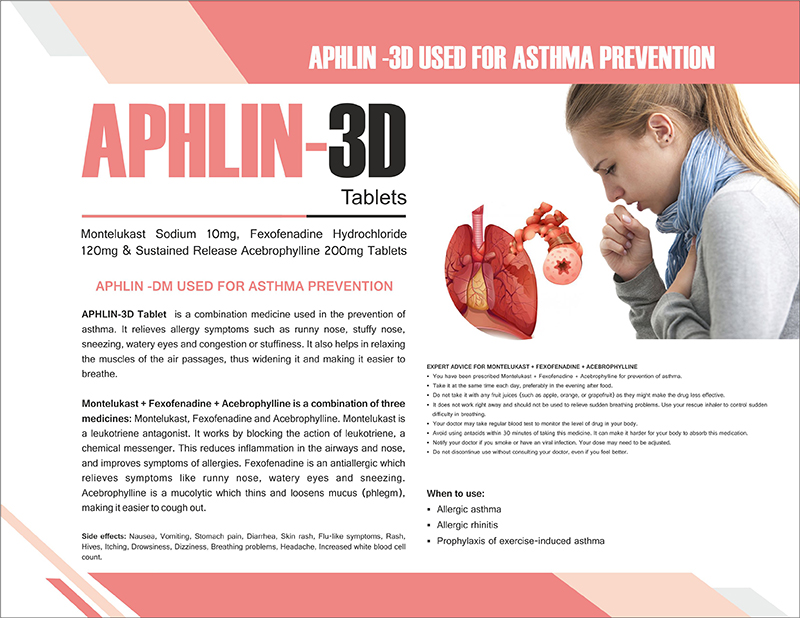 APHLIN -3D USED FOR ASTHMA PREVENTION
APHLIN-3D
Tablets
Montelukast Sodium 10mg, Fexofenadine Hydrochloride
120mg & Sustained Release Acebrophylline 200mg Tablets
APHLIN -DM USED FOR ASTHMA PREVENTION
APHLIN-3D Tablet is a combination medicine used in the prevention of
asthma. It relieves allergy symptoms such as runny nose, stuffy nose,
sneezing, watery eyes and congestion or stuffiness. It also helps in relaxing
the muscles of the air passages, thus widening it and making it easier to
breathe.
Montelukast + Fexofenadine + Acebrophylline is a combination of three
medicines: Montelukast, Fexofenadine and Acebrophylline. Montelukast is
a leukotriene antagonist. It works by blocking the action of leukotriene, a
chemical messenger. This reduces inflammation in the airways and nose,
and improves symptoms of allergies. Fexofenadine is an antiallergic which
relieves symptoms like runny nose, watery eyes and sneezing.
Acebrophylline is a mucolytic which thins and loosens mucus (phlegm),
making it easier to cough out.
Side effects: Nausea, Vomiting, Stomach pain, Diarrhea, Skin rash, Flu-like symptoms, Rash,
Hives, Itching, Drowsiness, Dizziness. Breathing problems, Headache, Increased white blood cell
count.
EXPERT ADVICE FOR MONTELUKAST + FEXOFENADINE + ACEBROPHYLLINE
• You have been prescribed Montelukast + Fexofenadine + Acebrophylline for prevention of asthma.
• Take it at the same time each day, preferably in the evening after food.
• Do not take it with any fruit juices (such as apple, orange, or grapefruit) as they might make the drug less effective.
• It does not work right away and should not be used to relieve sudden breathing problems. Use your rescue inhaler to control sudden
difficulty in breathing.
• Your doctor may take regular blood test to monitor the level of drug in your body.
• Avoid using antacids within 30 minutes of taking this medicine. It can make it harder for your body to absorb this medication.
• Notify your doctor if you smoke or have an viral infection. Your dose may need to be adjusted.
• Do not discontinue use without consulting your doctor, even if you feel better.
When to use:
• Allergic asthma
• Allergic rhinitis
• Prophylaxis of exercise-induced asthma